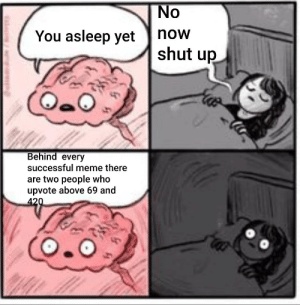 You asleep yet
No
now
shut up
Behind every
successful meme there
are two people who
upvote above 69 and
420